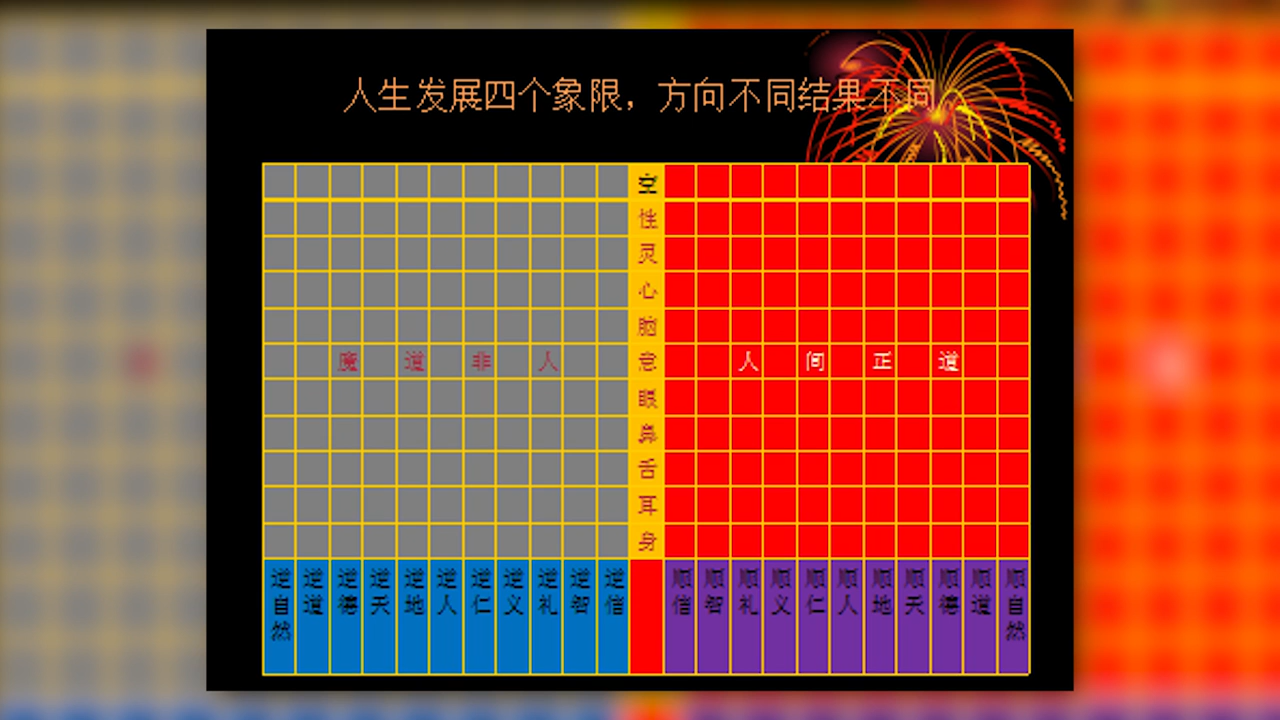 人生发展四个象限，方向不同结果不同
空
性
灵
心
脑
魔道非人 意 人间正道
眼
鼻
舌
耳
身
逆自然 逆道 逆德 逆天 逆地 逆人 逆仁 逆义 逆礼 逆智 逆信 顺信 顺智 顺礼 顺义 顺仁 顺人 顺地 顺天 顺德 顺道 顺自然